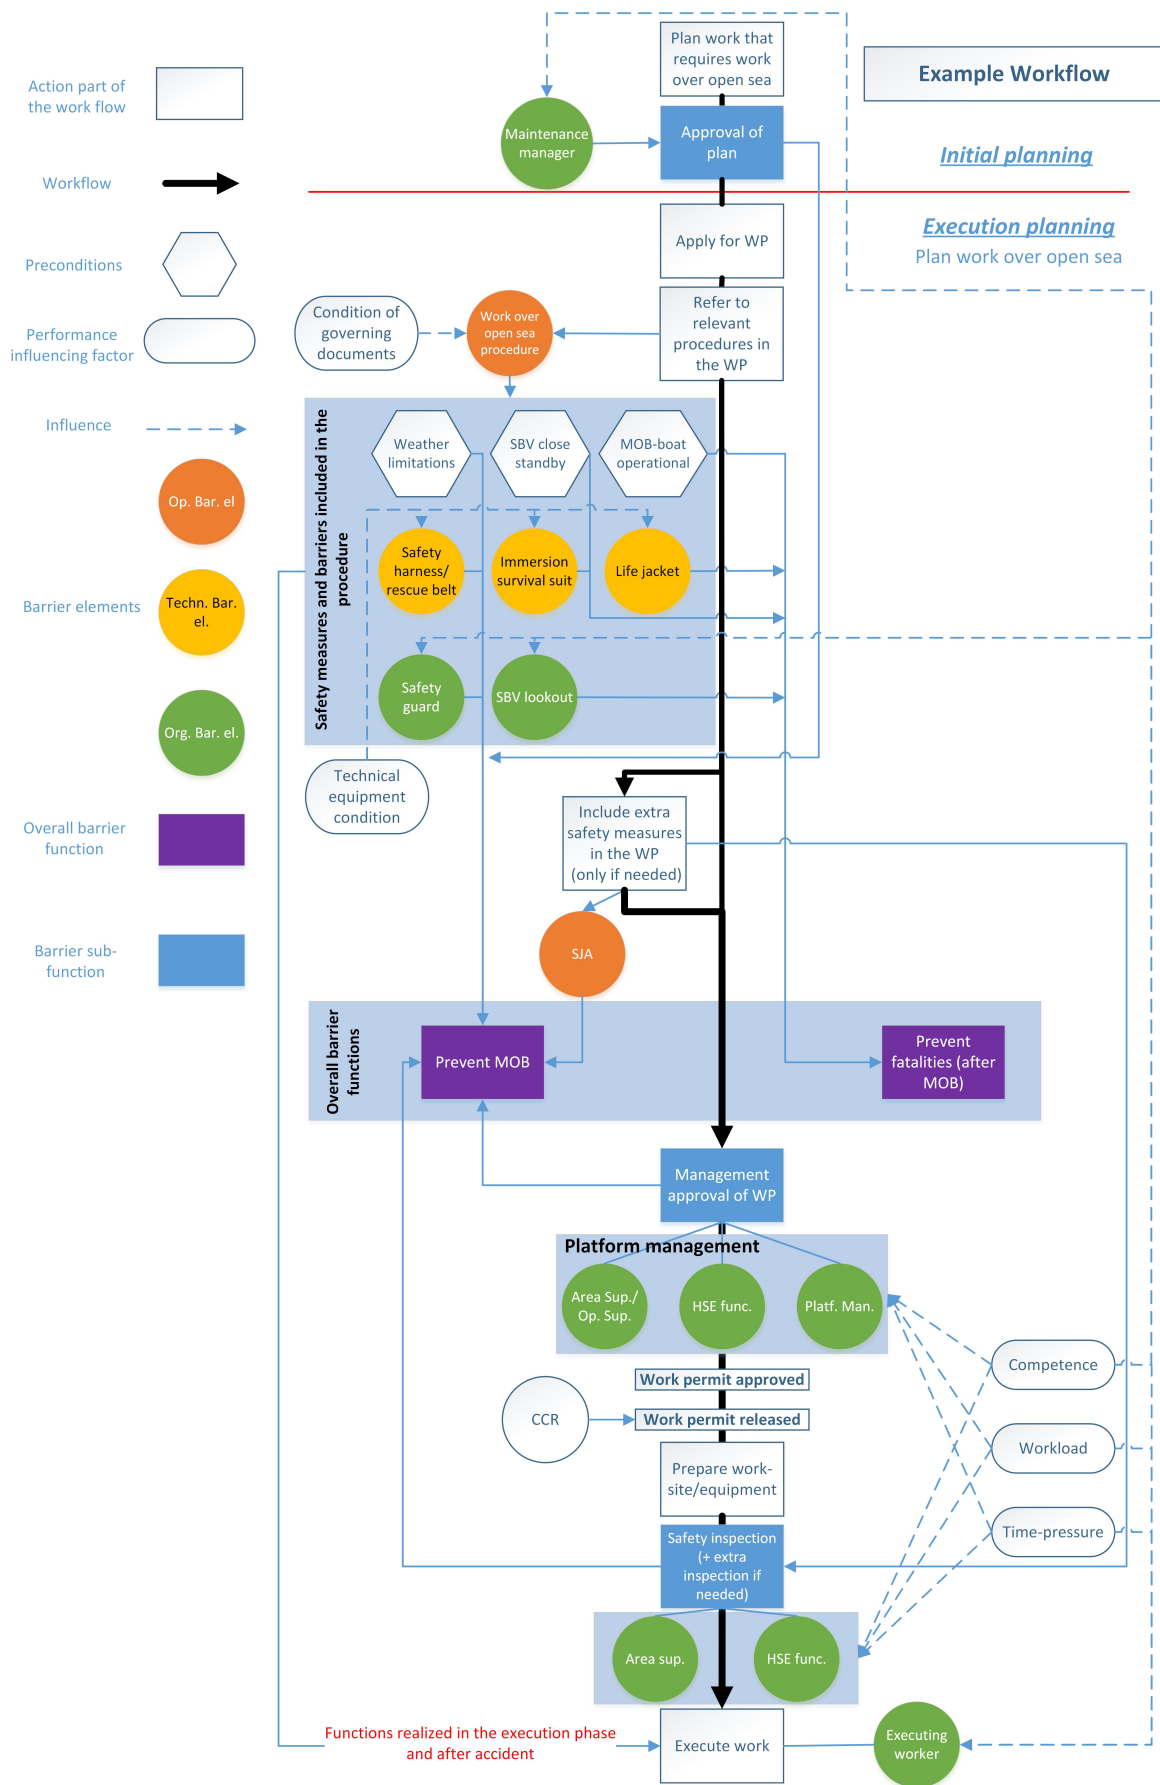 Plan work that
requires work
over open sea
Example Workflow
Action part of
the work flow
Maintenance
manager
Approval of
plan
Initial planning
Workflow
Execution planning
Plan work over open sea
Apply for WP
Preconditions
Performance
influencing factor
Condition of
governing
documents
Work over
open sea
procedure
Refer to
relevant
procedures in
the WP
Influence
Safety measures and barriers included in the
procedure
Weather
limitations
SBV close
standby
MOB-boat
operational
Op. Bar. el
Barrier elements
Techn. Bar.
el.
Safety
harness/
rescue belt
Immersion
survival suit
Life jacket
Org. Bar. el.
Safety
guard
SBV lookout
Technical
equipment
condition
Overall barrier
function
Include extra
safety measures
in the WP
(only if needed)
Barrier sub-
function
SJA
Overall barrier
functions
Prevent MOB
Prevent
fatalities (after
MOB)
Management
approval of WP
Platform management
Area Sup./
Op. Sup.
HSE func.
Platf. Man.
Work permit approved
Competence
CCR
Work permit released
Workload
Prepare work-
site/equipment
Time-pressure
Safety inspection
(+ extra
inspection if
needed)
Area sup.
HSE func.
Functions realized in the execution phase
and after accident
Execute work
Executing
worker